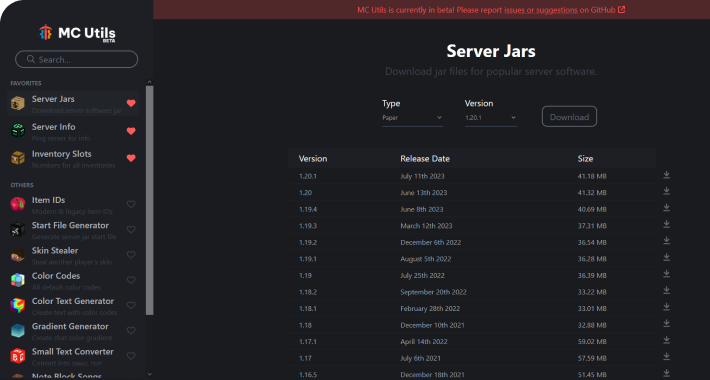 MC Utils is currently in beta! Please report issues or suggestions on GitHub
MC Utils
BETA
Search...
FAVORITES
Server Jars
Download server software jar
Server Info
Ping server for info
Inventory Slots
Numbers for all inventories
OTHERS
Item IDs
Modern & legacy item IDs
Start File Generator
Generate server jar start file
Skin Stealer
Steal another player's skin
Color Codes
All default color codes
Color Text Generator
Create text with color codes
Gradient Generator
Create chat color gradient
Small Text Converter
Convert into small text
Note Block Songs
Server Jars
Download jar files for popular server software.
Type Version
Paper 1.20.1 Download
Version Release Date Size
1.20.1 July 11th 2023 41.18 MB
1.20 June 13th 2023 41.32 MB
1.19.4 June 8th 2023 40.69 MB
1.19.3 March 12th 2023 37.31 MB
1.19.2 December 6th 2022 36.54 MB
1.19.1 August 5th 2022 36.28 MB
1.19 July 25th 2022 36.39 MB
1.18.2 September 20th 2022 33.22 MB
1.18.1 February 28th 2022 33.01 MB
1.18 December 10th 2021 32.88 MB
1.17.1 April 14th 2022 59.02 MB
1.17 July 6th 2021 57.59 MB
1.16.5 December 18th 2021 51.45 MB